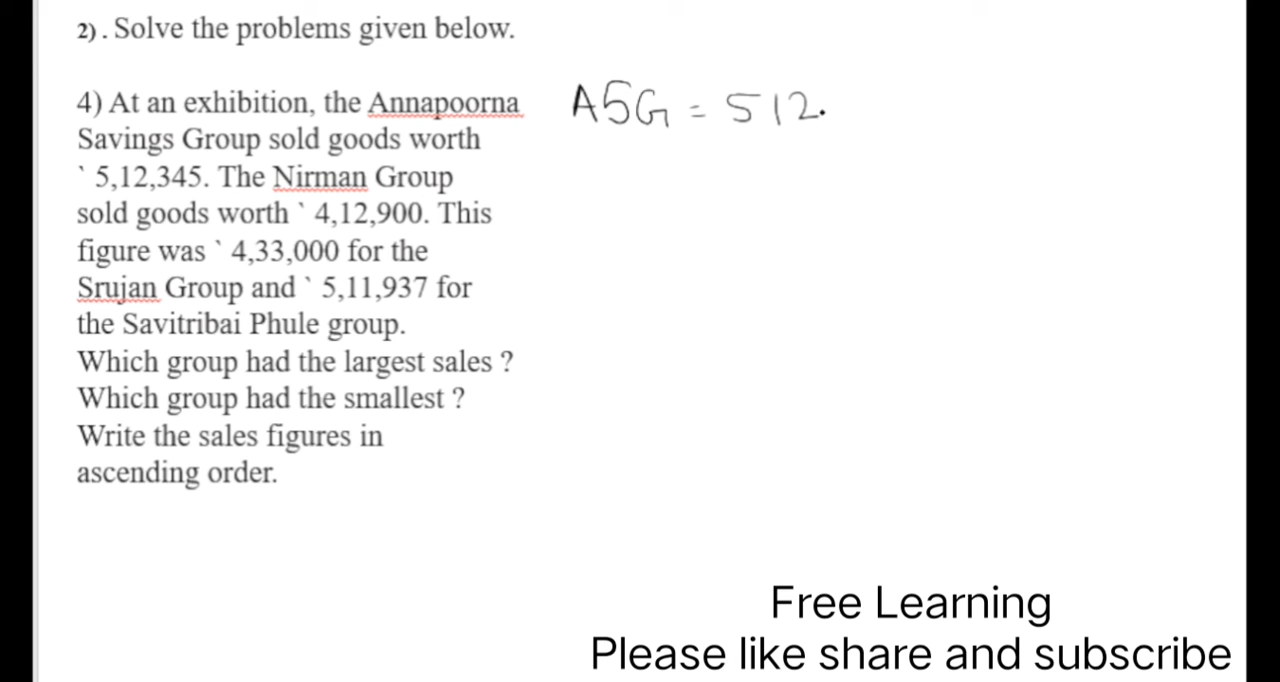 2) . Solve the problems given below.
4) At an exhibition, the Annapoorna
Savings Group sold goods worth
` 5,12,345. The Nirman Group
sold goods worth ` 4,12,900. This
figure was ` 4,33,000 for the
Srujan Group and ` 5,11,937 for
the Savitribai Phule group.
Which group had the largest sales ?
Which group had the smallest ?
Write the sales figures in
ascending order.
ASG = 512.
Free Learning
Please like share and subscribe